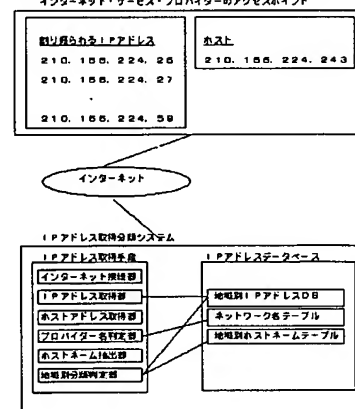 インターネット・サービス・プロバイダーのアクセスポイント
割り振られるIPアドレス
ホスト
210. 166. 224. 26
210. 166. 224. 243
210. 166. 224. 27
.
210. 166. 224. 59
インターネット
IPアドレス取得分類システム
IPアドレス取得手段
IPアドレスデータベース
インターネット接続部
IPアドレス取得部
地域別IPアドレスDB
ホストアドレス取得部
ネットワーク名テーブル
プロバイダー名判定部
地域別ホストネームテーブル
ホストネーム抽出部
地域別分類判定部